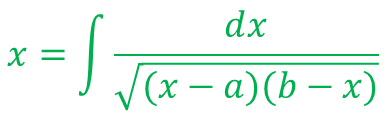 x = ∫ dx / √((x − a)(b − x))